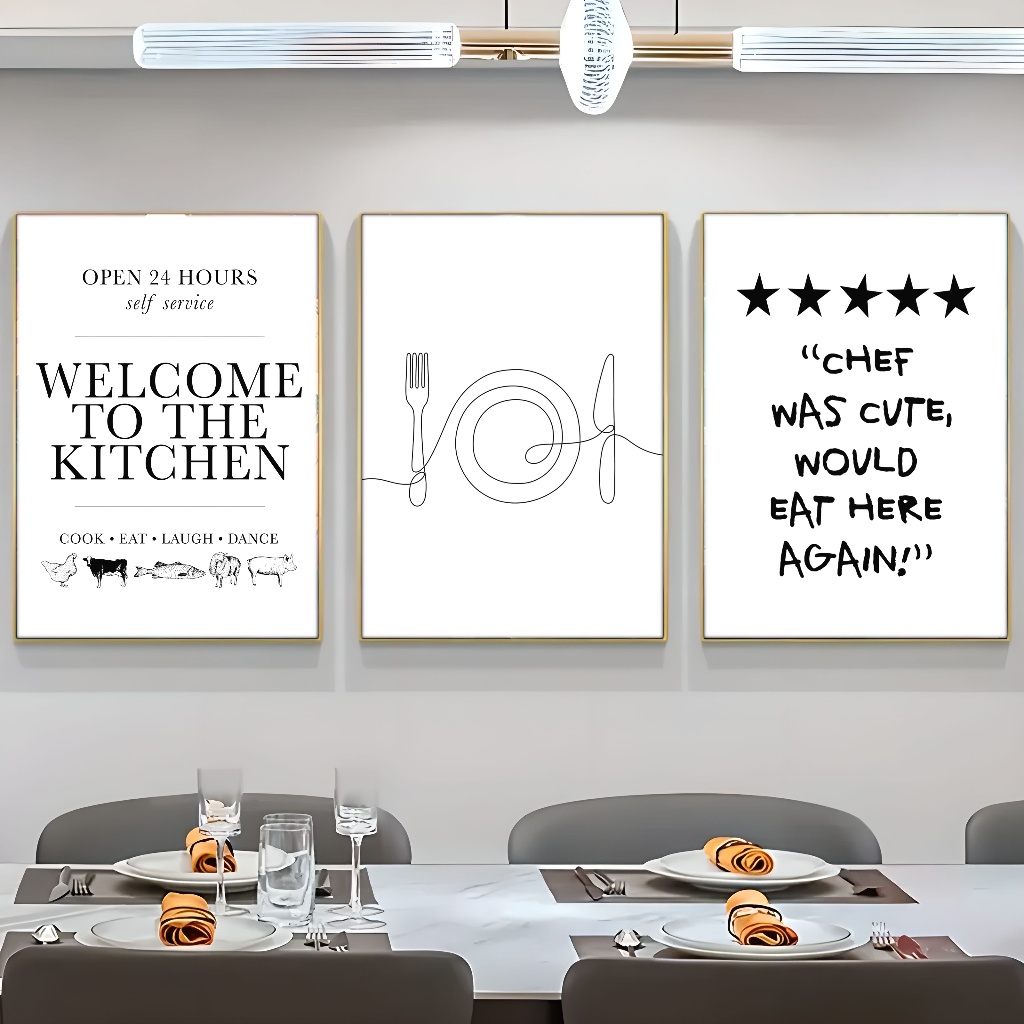 OPEN 24 HOURS
self service
WELCOME
TO THE
KITCHEN
COOK • EAT • LAUGH • DANCE
“CHEF
WAS CUTE,
WOULD
EAT HERE
AGAIN!”